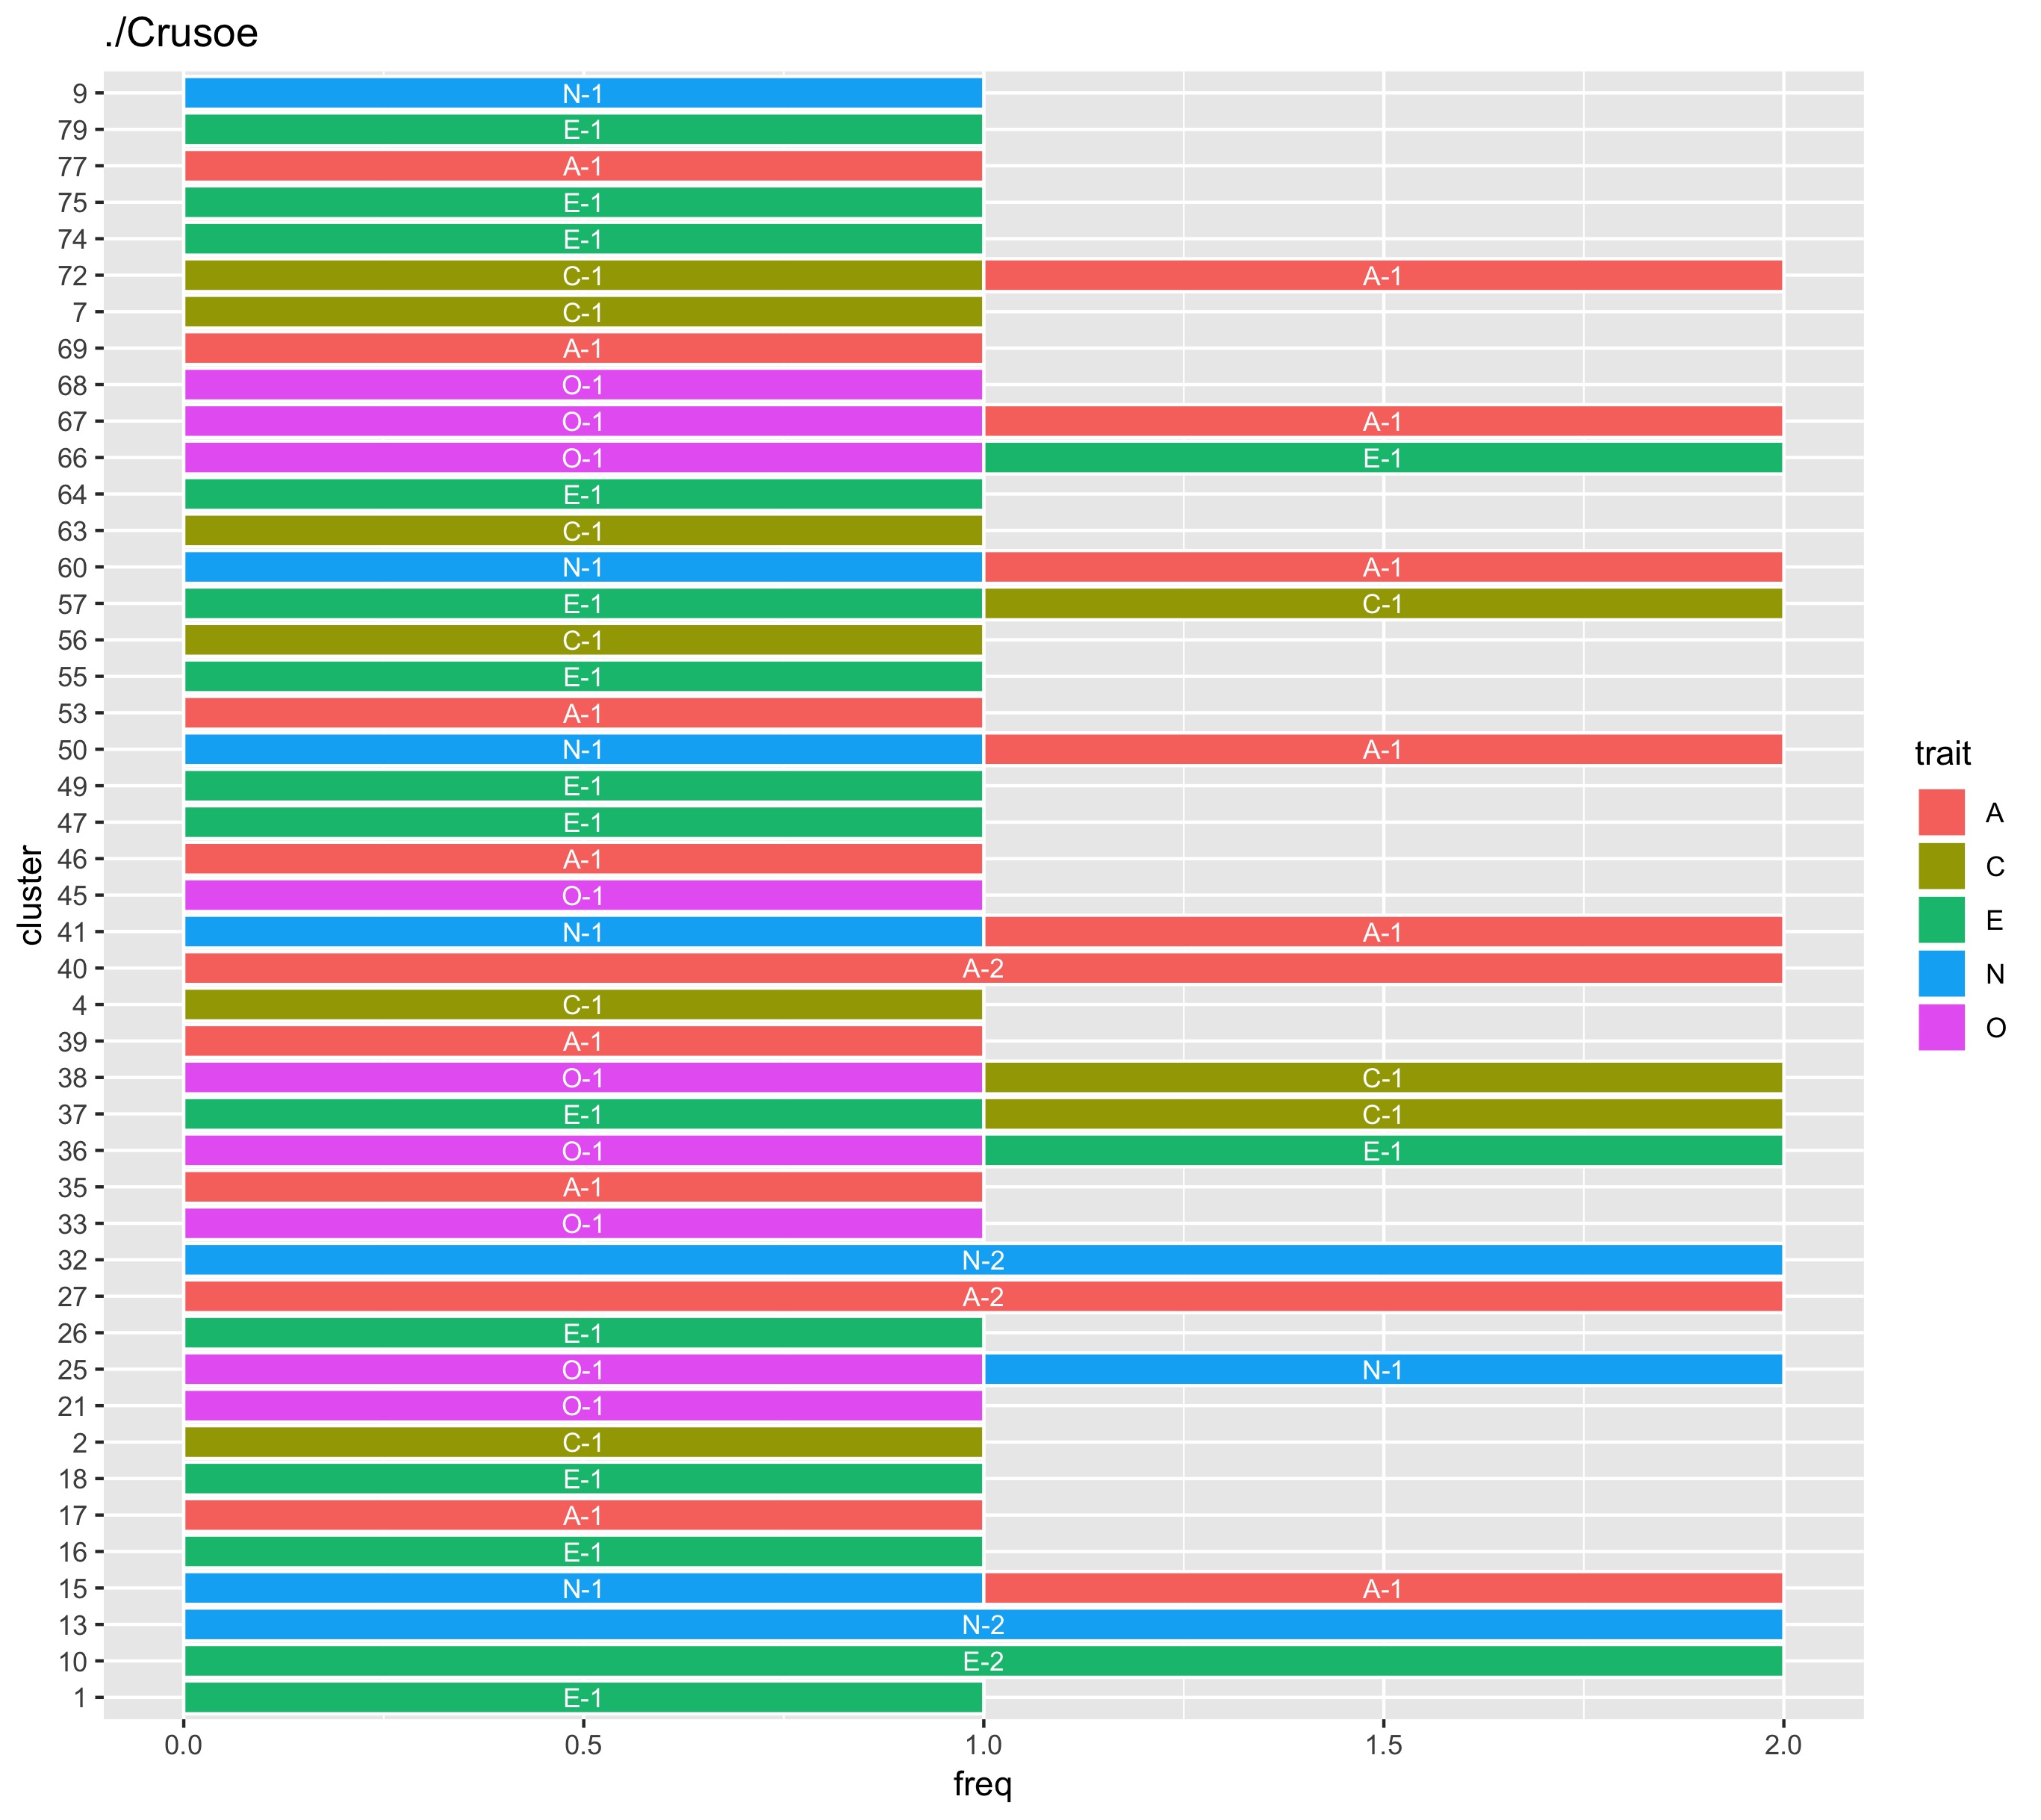 ./Crusoe
9 N-1
79 E-1
77 A-1
75 E-1
74 E-1
72 C-1 A-1
7 C-1
69 A-1
68 O-1
67 O-1 A-1
66 O-1 E-1
64 E-1
63 C-1
60 N-1 A-1
57 E-1 C-1
56 C-1
55 E-1
53 A-1
50 N-1 A-1
49 E-1
47 E-1
46 A-1
45 O-1
41 N-1 A-1
40 A-2
4 C-1
39 A-1
38 O-1 C-1
37 E-1 C-1
36 O-1 E-1
35 A-1
33 O-1
32 N-2
27 A-2
26 E-1
25 O-1 N-1
21 O-1
2 C-1
18 E-1
17 A-1
16 E-1
15 N-1 A-1
13 N-2
10 E-2
1 E-1
0.0 0.5 1.0 1.5 2.0
freq
cluster
trait
A
C
E
N
O